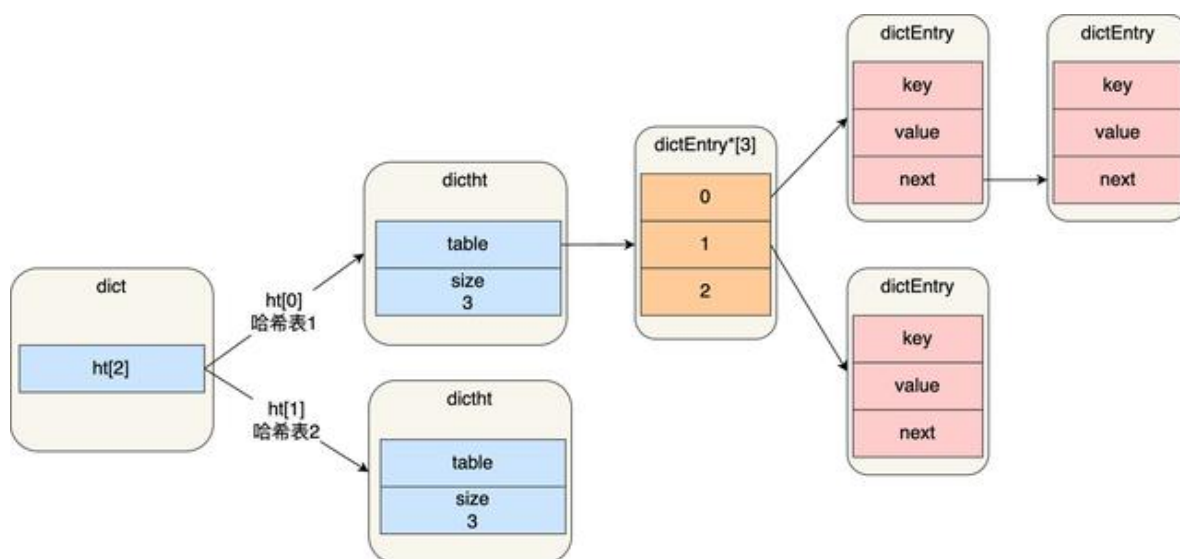 dict
ht[2]
ht[0]
哈希表1
ht[1]
哈希表2
dictht
table
size
3
dictht
table
size
3
dictEntry*[3]
0
1
2
dictEntry
key
value
next
dictEntry
key
value
next
dictEntry
key
value
next